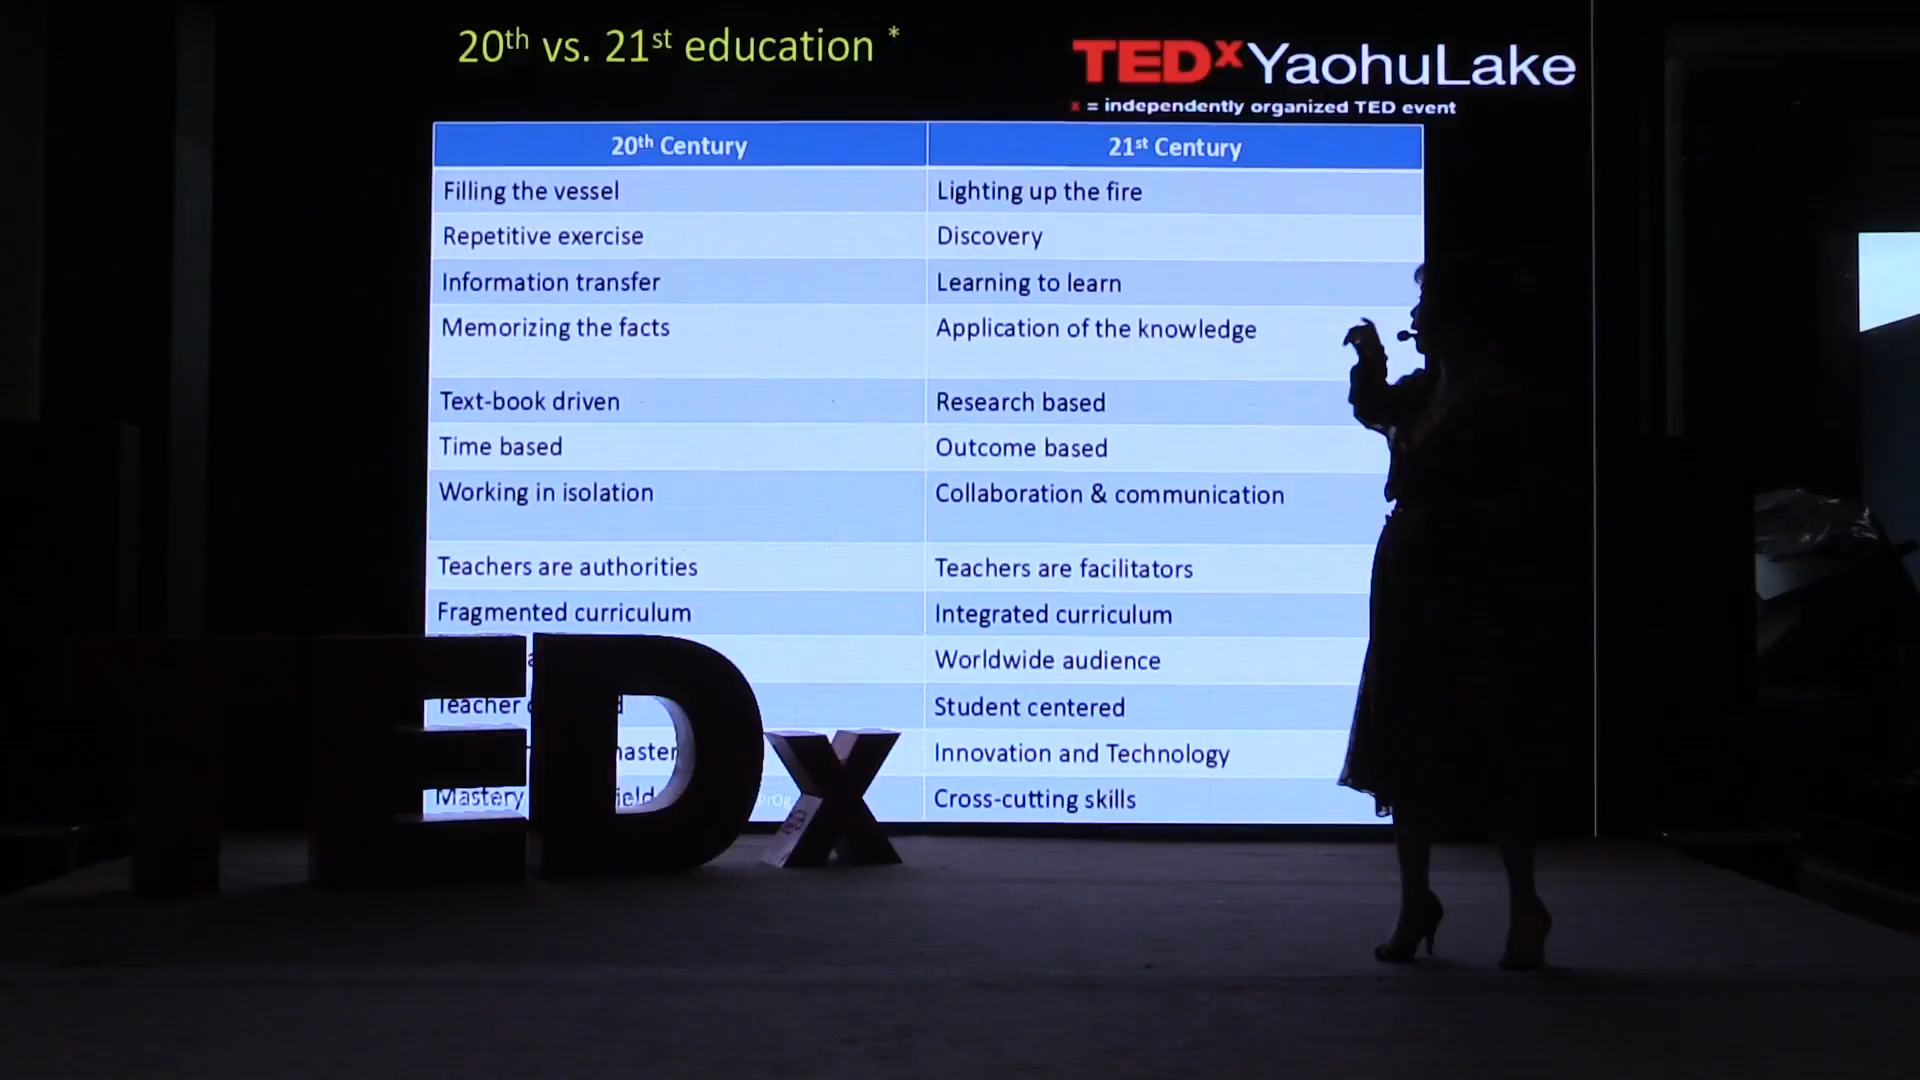 20th vs. 21st education *
TEDxYaohuLake
x = independently organized TED event
20th Century 21st Century
Filling the vessel Lighting up the fire
Repetitive exercise Discovery
Information transfer Learning to learn
Memorizing the facts Application of the knowledge
Text-book driven Research based
Time based Outcome based
Working in isolation Collaboration & communication
Teachers are authorities Teachers are facilitators
Fragmented curriculum Integrated curriculum
Worldwide audience
Teacher Student centered
Innovation and Technology
Mastery Cross-cutting skills
TEDx